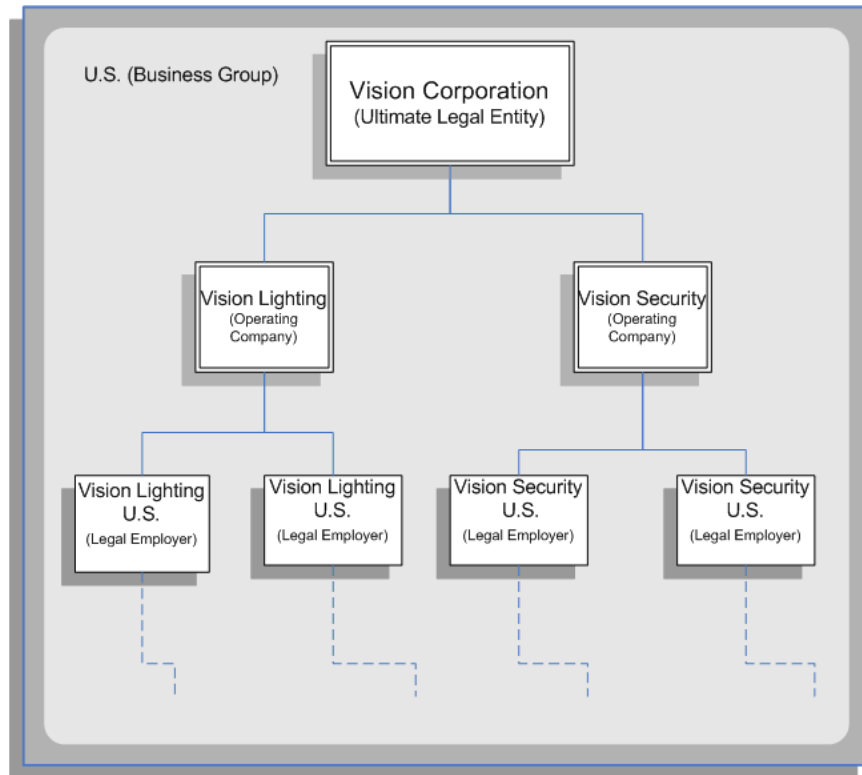 U.S. (Business Group)
Vision Corporation
(Ultimate Legal Entity)
Vision Lighting
(Operating
Company)
Vision Security
(Operating
Company)
Vision Lighting
U.S.
(Legal Employer)
Vision Lighting
U.S.
(Legal Employer)
Vision Security
U.S.
(Legal Employer)
Vision Security
U.S.
(Legal Employer)